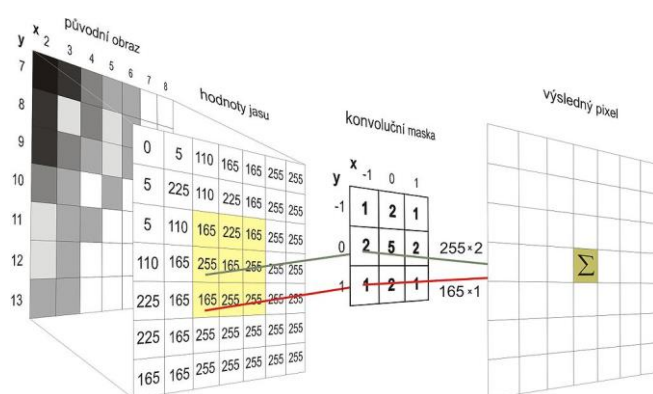 původní obraz
x 2 3 4 5 6 7 8
y
7
8
9
10
11
12
13
hodnoty jasu
0 5 110 165 165 255 255
5 225 110 225 165 255 255
5 110 165 225 165 255 255
110 165 255 165 255 255 255
225 165 165 255 255 255 255
225 165 255 255 255 255 255
165 165 255 255 255 255 255
konvoluční maska
x
-1 0 1
y
-1 1 2 1
0 2 5 2
1 1 2 1
255×2
165×1
výsledný pixel
Σ